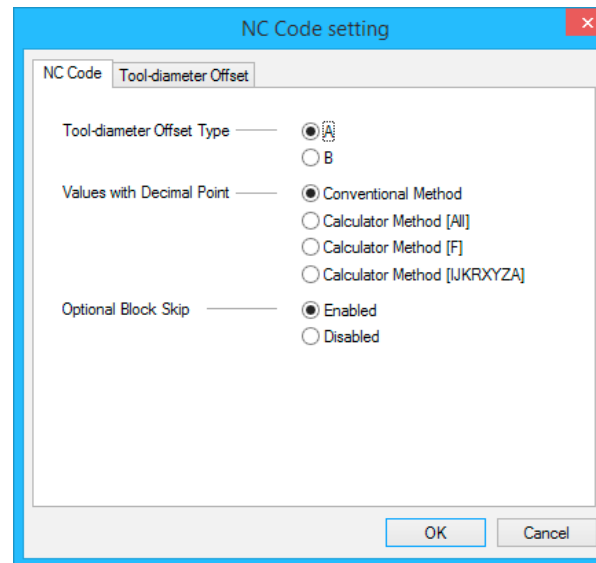 NC Code setting
NC Code
Tool-diameter Offset
Tool-diameter Offset Type
A
B
Values with Decimal Point
Conventional Method
Calculator Method [All]
Calculator Method [F]
Calculator Method [IJKRXYZA]
Optional Block Skip
Enabled
Disabled
OK
Cancel